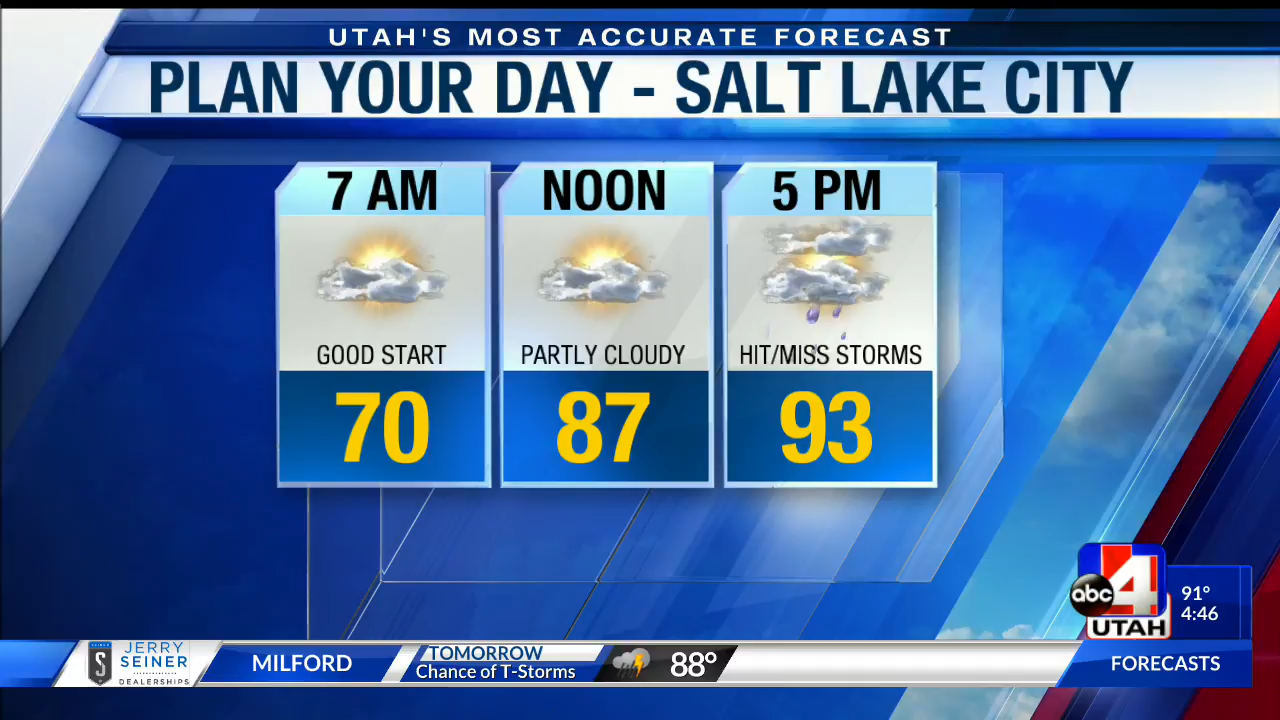 UTAH'S MOST ACCURATE FORECAST
PLAN YOUR DAY - SALT LAKE CITY
7 AM
GOOD START
70
NOON
PARTLY CLOUDY
87
5 PM
HIT/MISS STORMS
93
abc 4
UTAH
91°
4:46
SEINER
S
JERRY
SEINER
DEALERSHIPS
MILFORD
TOMORROW
Chance of T-Storms
88°
FORECASTS